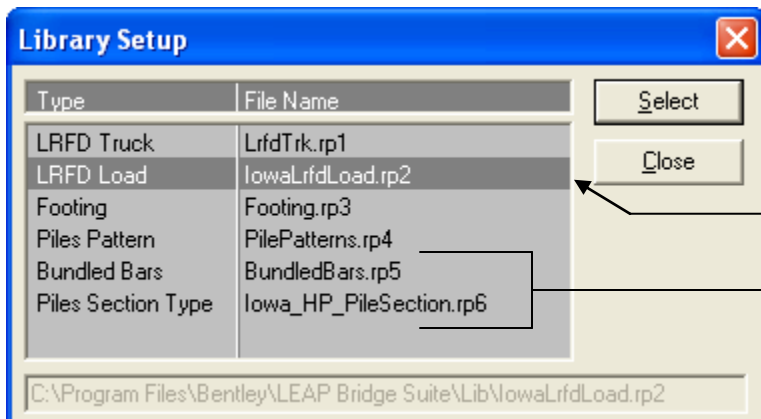 Library Setup
Type File Name
Select
LRFD Truck LrfdTrk.rp1
LRFD Load IowaLrfdLoad.rp2
Close
Footing Footing.rp3
Piles Pattern PilePatterns.rp4
Bundled Bars BundledBars.rp5
Piles Section Type Iowa_HP_PileSection.rp6
C:\Program Files\Bentley\LEAP Bridge Suite\Lib\IowaLrfdLoad.rp2